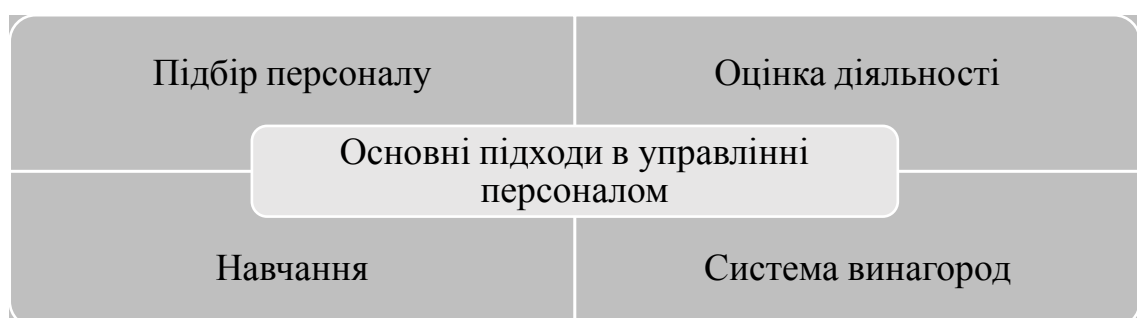 Підбір персоналу
Оцінка діяльності
Основні підходи в управлінні
персоналом
Навчання
Система винагород